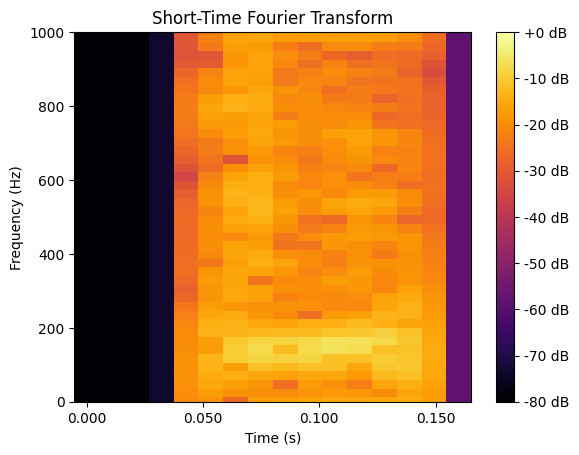 Short-Time Fourier Transform
1000
800
600
400
200
0
Frequency (Hz)
0.000
0.050
0.100
0.150
Time (s)
+0 dB
-10 dB
-20 dB
-30 dB
-40 dB
-50 dB
-60 dB
-70 dB
-80 dB